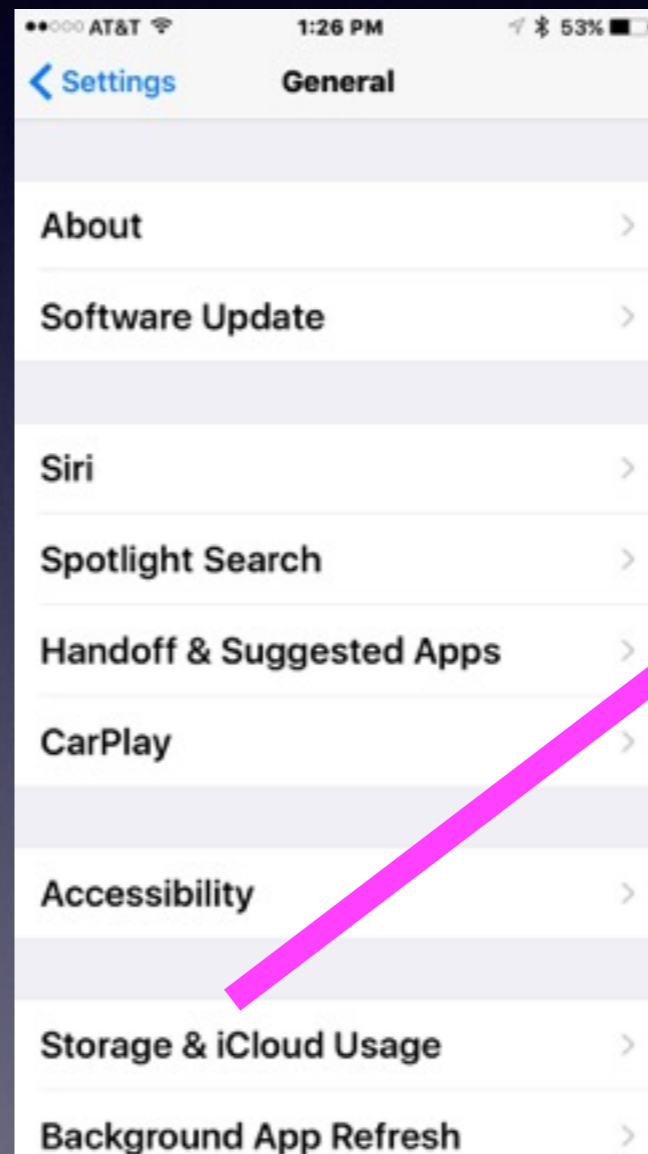 AT&T 1:26 PM 53%
Settings General
About
Software Update
Siri
Spotlight Search
Handoff & Suggested Apps
CarPlay
Accessibility
Storage & iCloud Usage
Background App Refresh